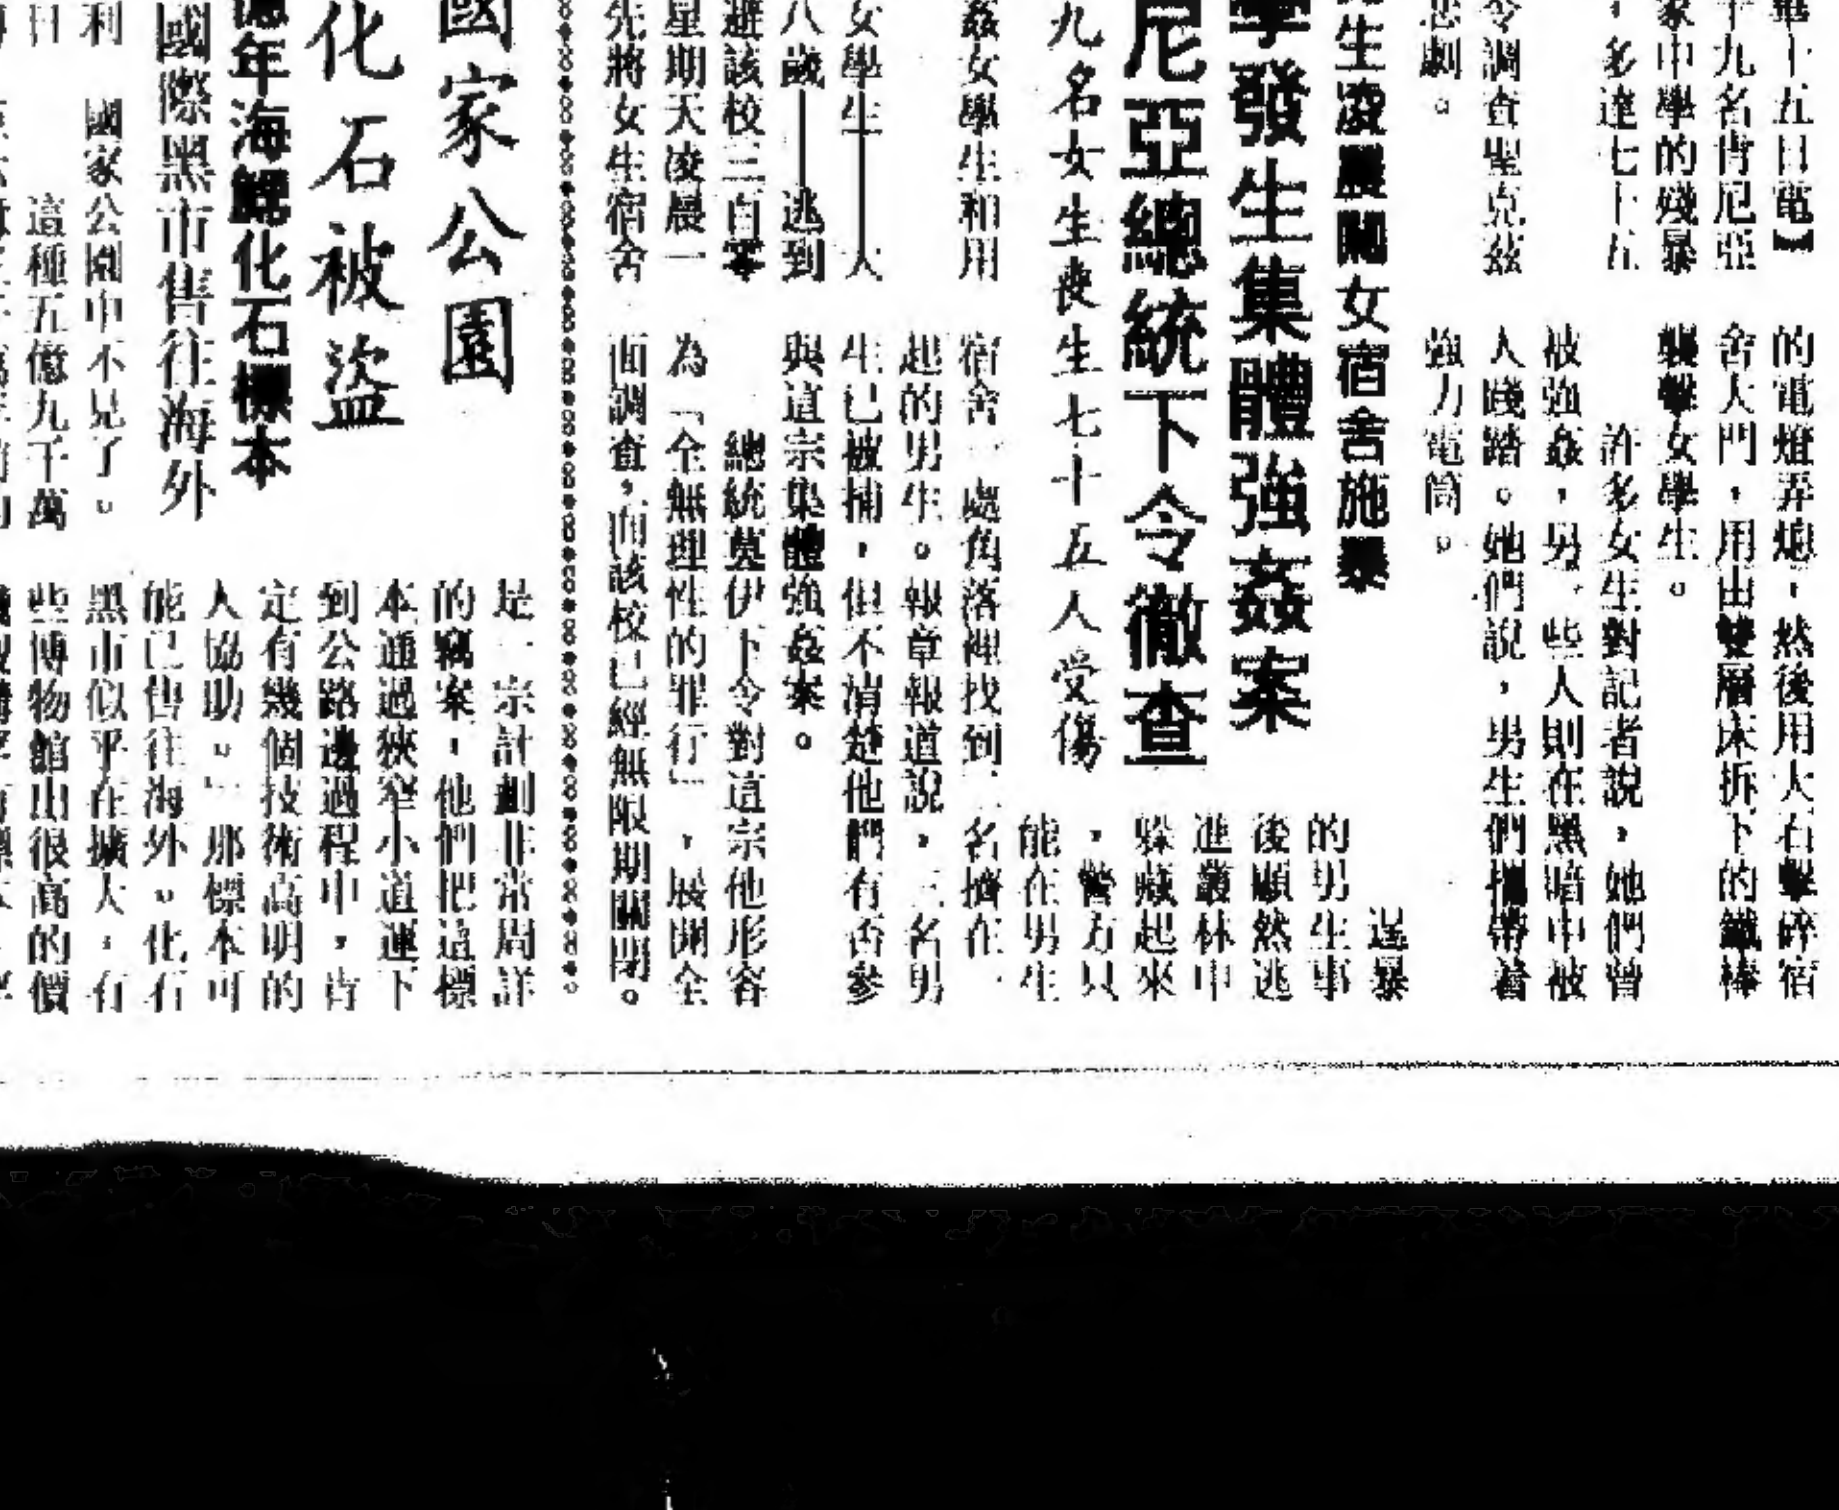 生凌晨闖女宿舍施暴
學發生集體強姦案
尼亞總統下令徹查
九名女生喪生七十五人受傷
華十五日電】
十九名肯尼亞
家中學的殘暴
，多達七十五
令調查聖克茲
悲劇。
姦女學生和用
女學生——大
八歲——逃到
避該校三百零
星期天凌晨一
先將女生宿舍
的電燈弄熄，然後用大石擊碎宿
舍大門，用由雙層床拆下的鐵棒
襲擊女學生。
許多女生對記者說，她們曾
被強姦，另一些人則在黑暗中被
人踐踏。她們說，男生們攜帶着
強力電筒。
逞暴
的男生事
後顯然逃
進叢林中
躲藏起來
，警方只
能在男生
宿舍一處角落裡找到一名擠在一
起的男生。報章報道說，三名男
生已被捕，但不清楚他們有否參
與這宗集體強姦案。
總統莫伊下令對這宗他形容
為「全無理性的罪行」，展開全
面調查，而該校已經無限期關閉。
國家公園
化石被盜
億年海鰓化石標本
國際黑市售往海外
利 國家公園中不見了。
這種五億九千萬
是一宗計劃非常周詳
的竊案，他們把這標
本通過狹窄小道運下
到公路邊過程中，肯
定有幾個技術高明的
人協助。」那標本可
能已售往海外。化石
黑市似乎在擴大，有
些博物館出很高的價